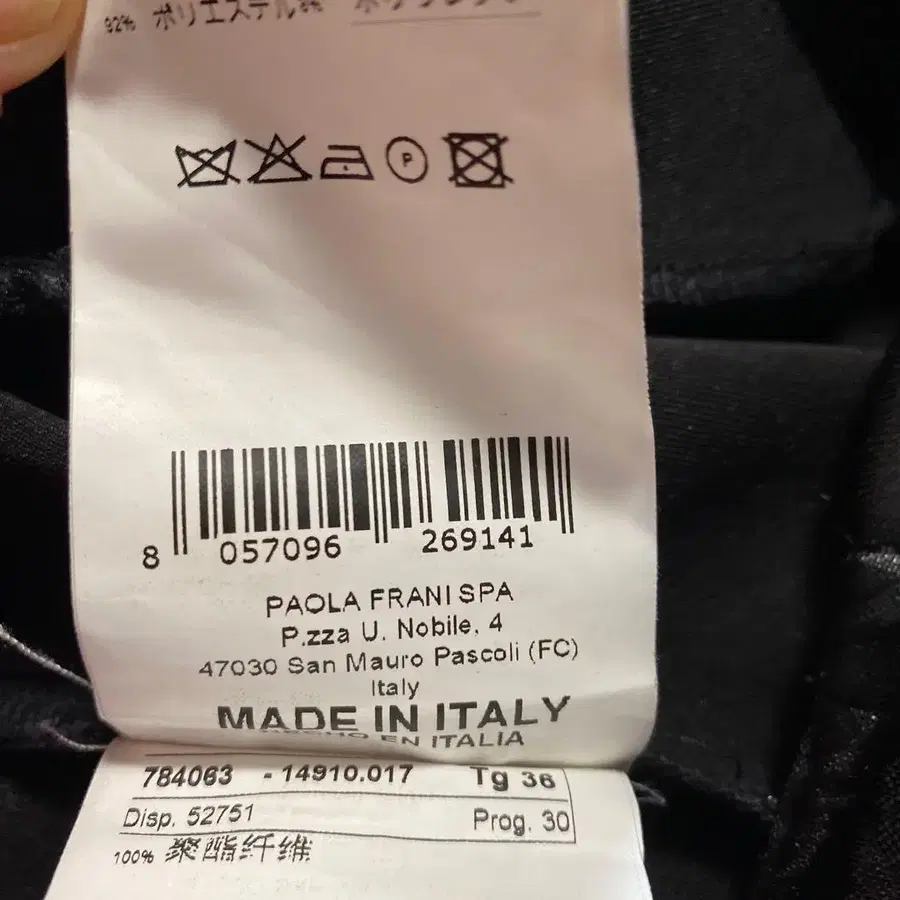 92% ポリエステル
P
8 057096 269141
PAOLA FRANI SPA
P.zza U. Nobile, 4
47030 San Mauro Pascoli (FC)
Italy
MADE IN ITALY
HECHO EN ITALIA
784063 - 14910.017 Tg 36
Disp. 52751 Prog. 30
100% 聚酯纤维